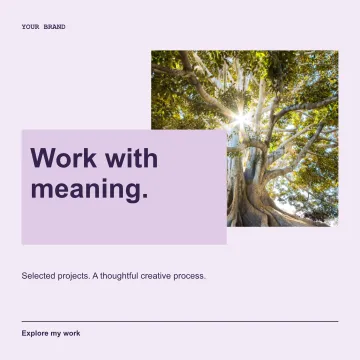 YOUR BRAND
Work with
meaning.
Selected projects. A thoughtful creative process.
Explore my work